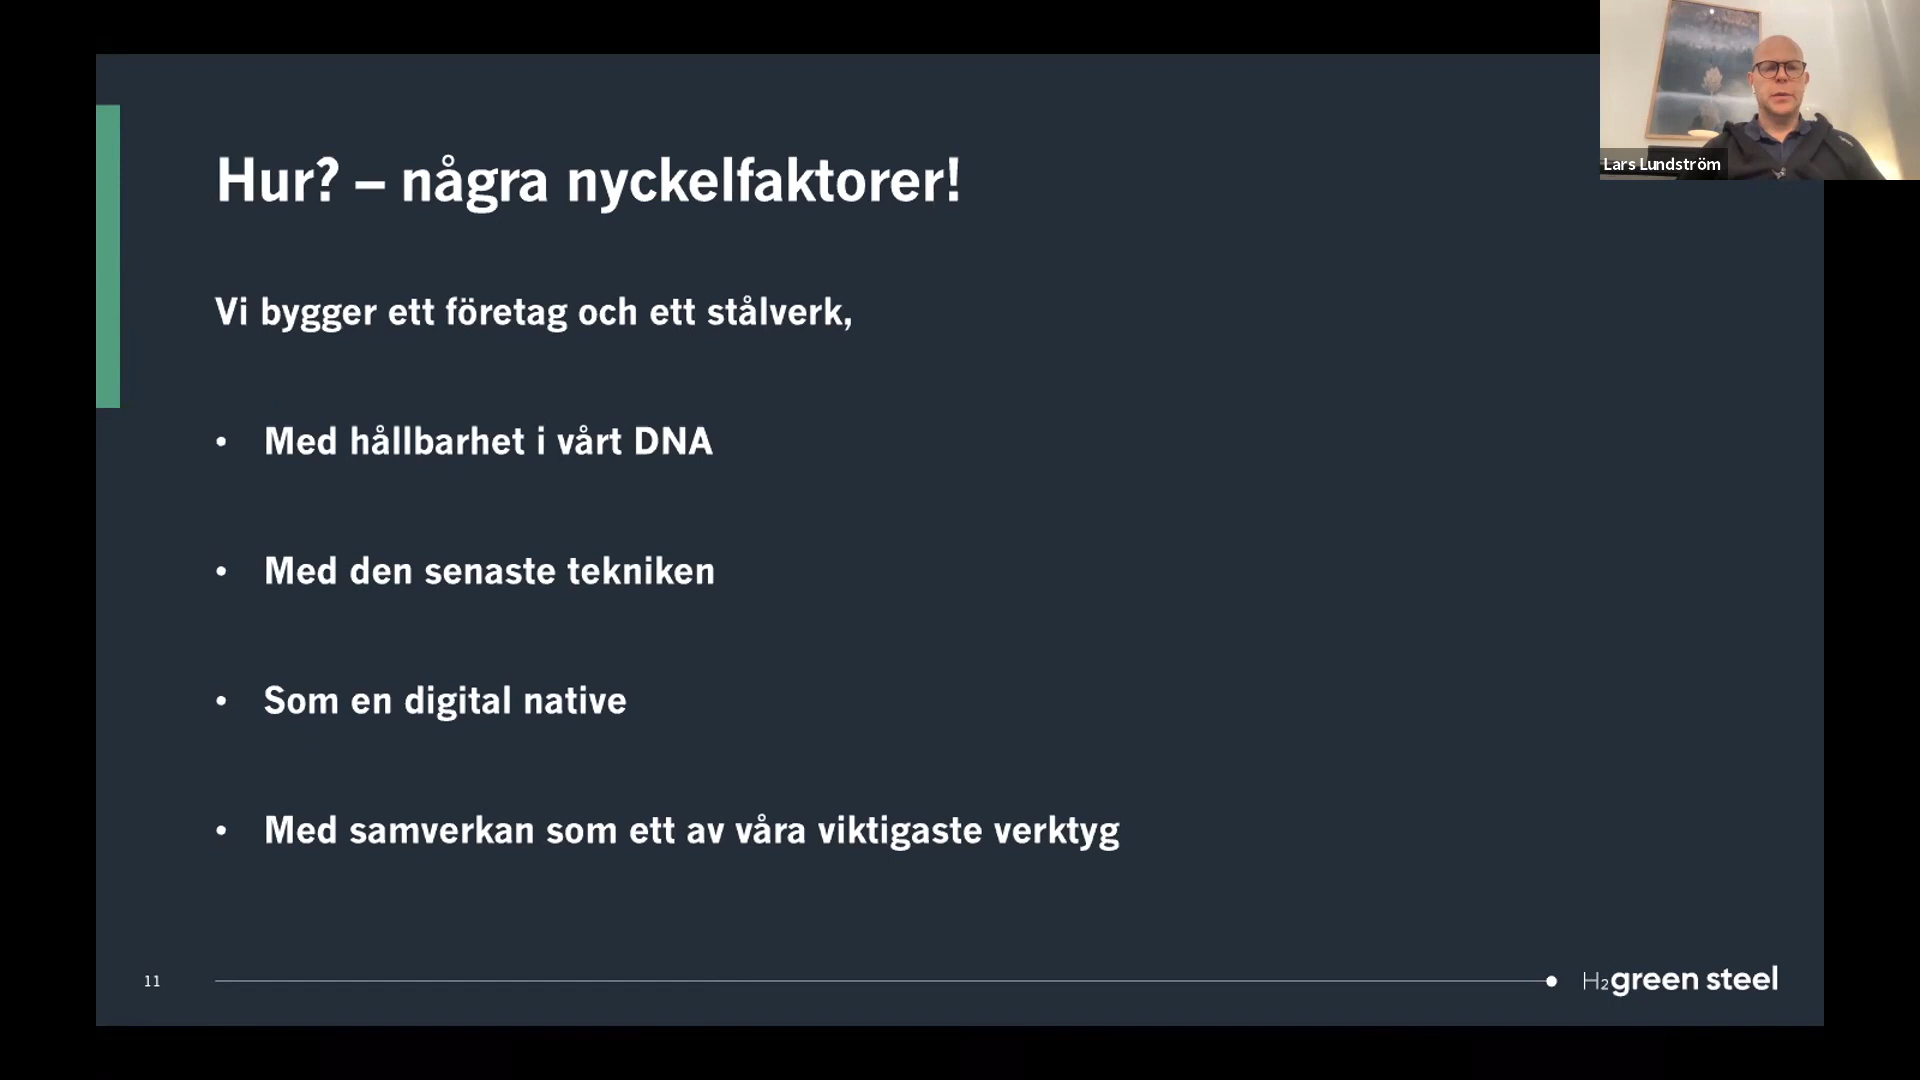 Lars Lundström
Hur? – några nyckelfaktorer!
Vi bygger ett företag och ett stålverk,
• Med hållbarhet i vårt DNA
• Med den senaste tekniken
• Som en digital native
• Med samverkan som ett av våra viktigaste verktyg
11
H₂green steel